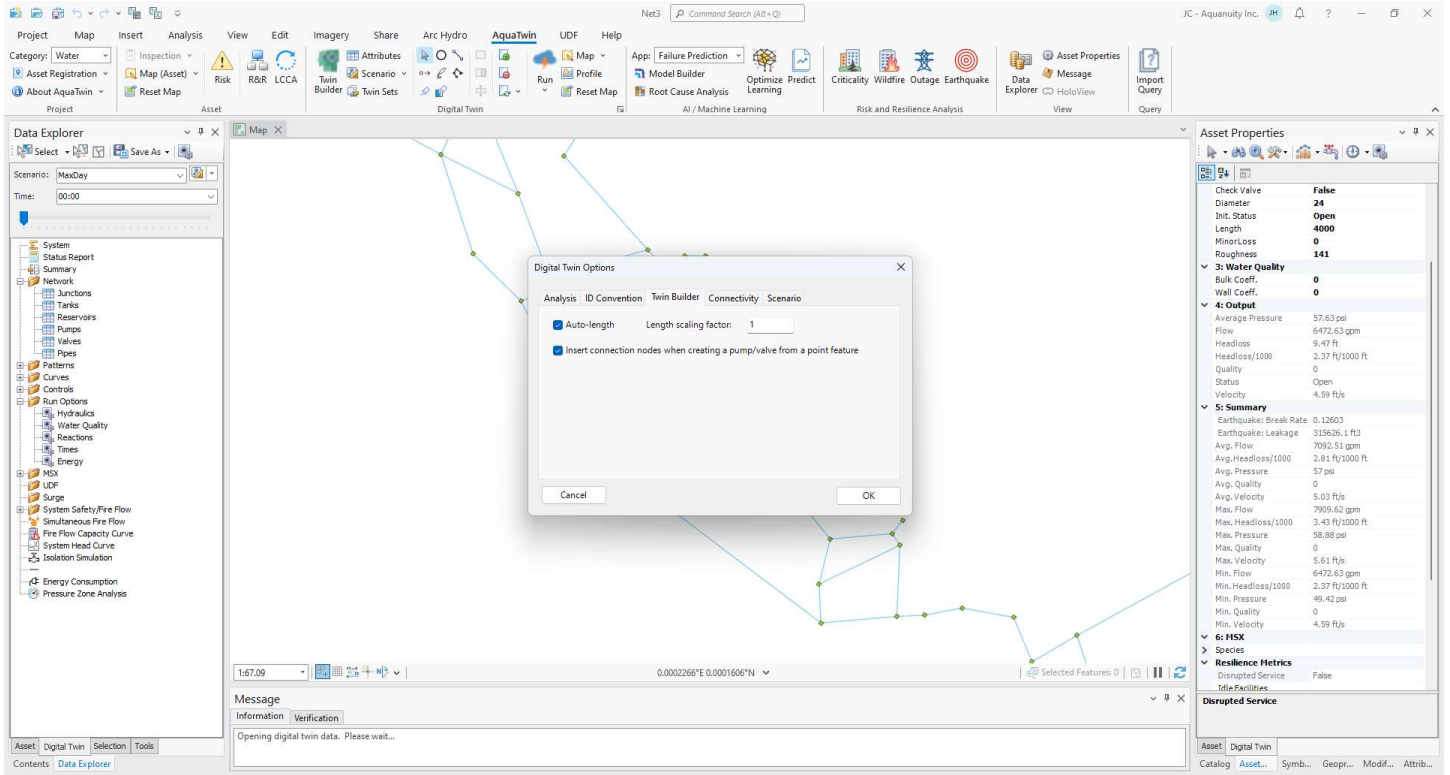 Net3
Command Search (Alt+Q)
JC - Aquanuity Inc.
JH
Project Map Insert Analysis View Edit Imagery Share Arc Hydro AquaTwin UDF Help
Category: Water
Asset Registration
About AquaTwin
Project
Inspection
Map (Asset)
Reset Map
Risk
R&R
LCCA
Asset
Twin Builder
Attributes
Scenario
Twin Sets
Digital Twin
Run
Map
Profile
Reset Map
App: Failure Prediction
Model Builder
Root Cause Analysis
Optimize Learning
Predict
AI / Machine Learning
Criticality
Wildfire
Outage
Earthquake
Risk and Resilience Analysis
Data Explorer
Asset Properties
Message
HoloView
View
Import Query
Query
Data Explorer
Select
Save As
Scenario: MaxDay
Time: 00:00
System
Status Report
Summary
Network
Junctions
Tanks
Reservoirs
Pumps
Valves
Pipes
Patterns
Curves
Controls
Run Options
Hydraulics
Water Quality
Reactions
Times
Energy
MSX
UDF
Surge
System Safety/Fire Flow
Simultaneous Fire Flow
Fire Flow Capacity Curve
System Head Curve
Isolation Simulation
Energy Consumption
Pressure Zone Analysis
Asset Digital Twin Selection Tools
Contents Data Explorer
Map
Digital Twin Options
Analysis ID Convention Twin Builder Connectivity Scenario
Auto-length Length scaling factor: 1
Insert connection nodes when creating a pump/valve from a point feature
Cancel OK
1:67.09
0.0002266°E 0.0001606°N
Selected Features: 0
Message
Information Verification
Opening digital twin data. Please wait...
Asset Properties
Check Valve False
Diameter 24
Init. Status Open
Length 4000
MinorLoss 0
Roughness 141
3: Water Quality
Bulk Coeff. 0
Wall Coeff. 0
4: Output
Average Pressure 57.63 psi
Flow 6472.63 gpm
Headloss 9.47 ft
Headloss/1000 2.37 ft/1000 ft
Quality 0
Status Open
Velocity 4.59 ft/s
5: Summary
Earthquake: Break Rate 0.12603
Earthquake: Leakage 315626.1 ft3
Avg. Flow 7092.51 gpm
Avg.Headloss/1000 2.81 ft/1000 ft
Avg. Pressure 57 psi
Avg. Quality 0
Avg. Velocity 5.03 ft/s
Max. Flow 7909.62 gpm
Max. Headloss/1000 3.43 ft/1000 ft
Max. Pressure 58.88 psi
Max. Quality 0
Max. Velocity 5.61 ft/s
Min. Flow 6472.63 gpm
Min. Headloss/1000 2.37 ft/1000 ft
Min. Pressure 49.42 psi
Min. Quality 0
Min. Velocity 4.59 ft/s
6: MSX
Species
Resilience Metrics
Disrupted Service False
Idle Facilities
Disrupted Service
Asset Digital Twin
Catalog Asset... Symb... Geopr... Modif... Attrib...